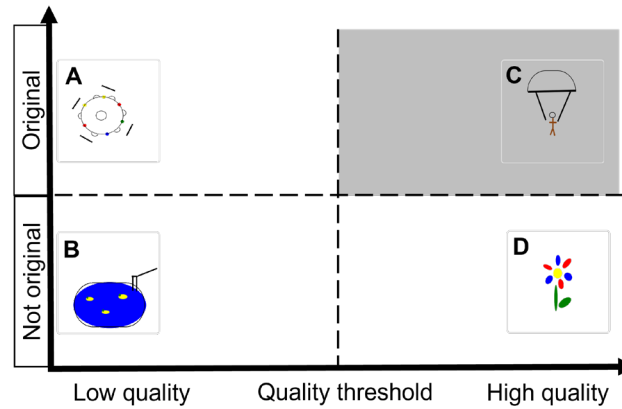 Original
A
C
Not original
B
D
Low quality
Quality threshold
High quality